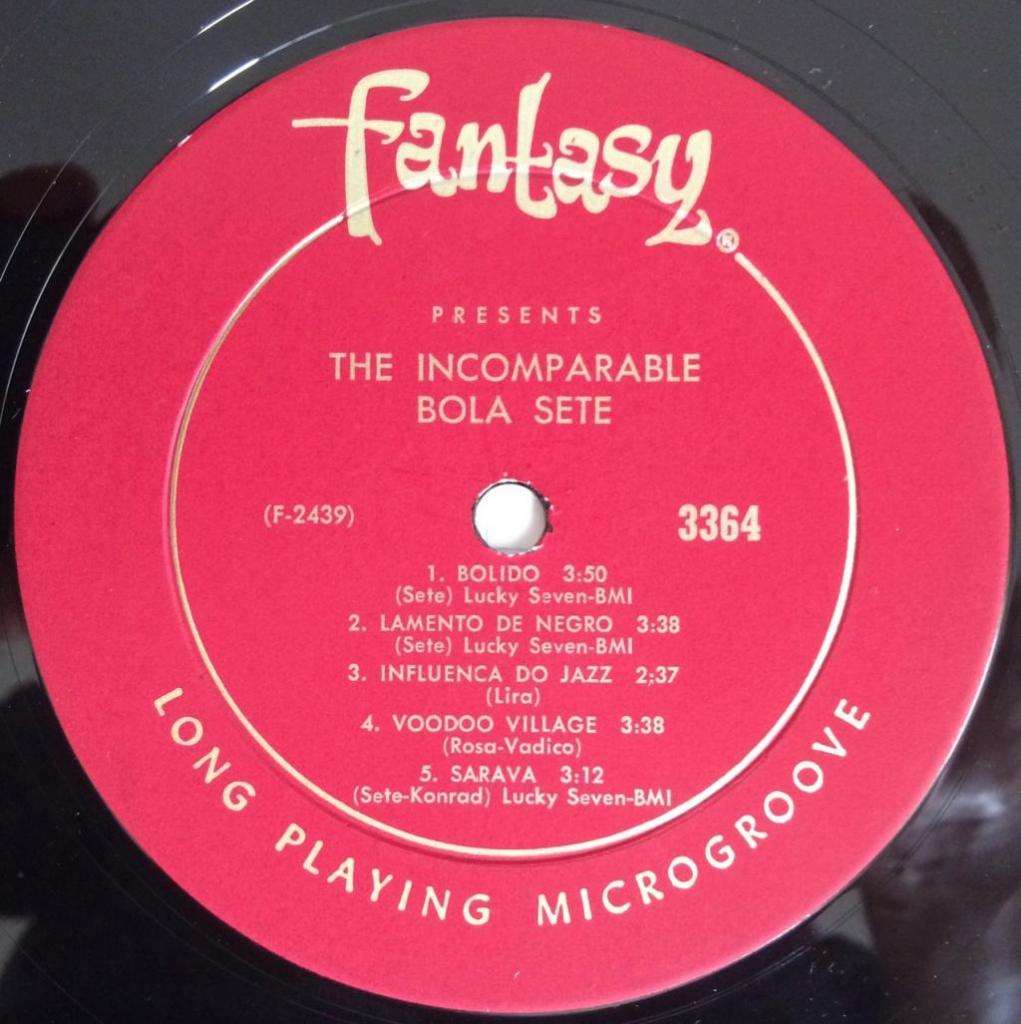 Fantasy®
PRESENTS
THE INCOMPARABLE
BOLA SETE
(F-2439) 3364
1. BOLIDO 3:50
(Sete) Lucky Seven-BMI
2. LAMENTO DE NEGRO 3:38
(Sete) Lucky Seven-BMI
3. INFLUENCA DO JAZZ 2;37
(Lira)
4. VOODOO VILLAGE 3:38
(Rosa-Vadico)
5. SARAVA 3:12
(Sete-Konrad) Lucky Seven-BMI
LONG PLAYING MICROGROOVE